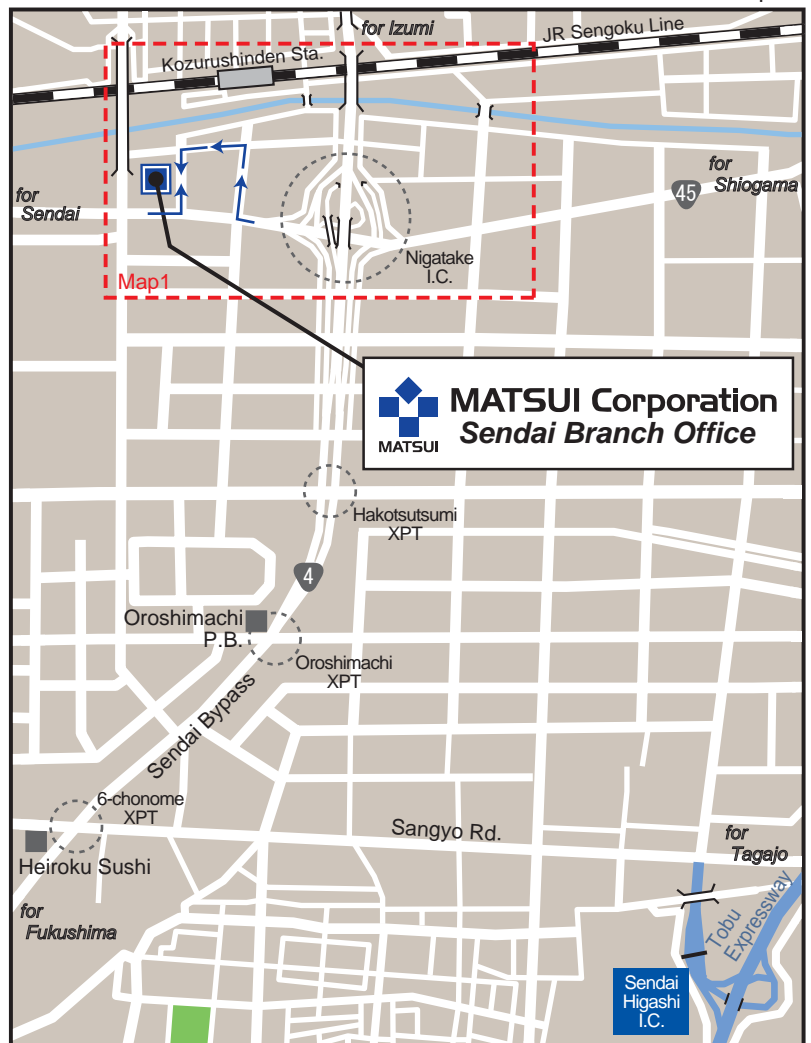 for Izumi
JR Sengoku Line
Kozurushinden Sta.
for
Sendai
for
Shiogama
45
Nigatake
I.C.
Map1
MATSUI
MATSUI Corporation
Sendai Branch Office
Hakotsutsumi
XPT
4
Oroshimachi
P.B.
Oroshimachi
XPT
Sendai Bypass
6-chonome
XPT
Sangyo Rd.
Heiroku Sushi
for
Tagajo
for
Fukushima
Tobu
Expressway
Sendai
Higashi
I.C.